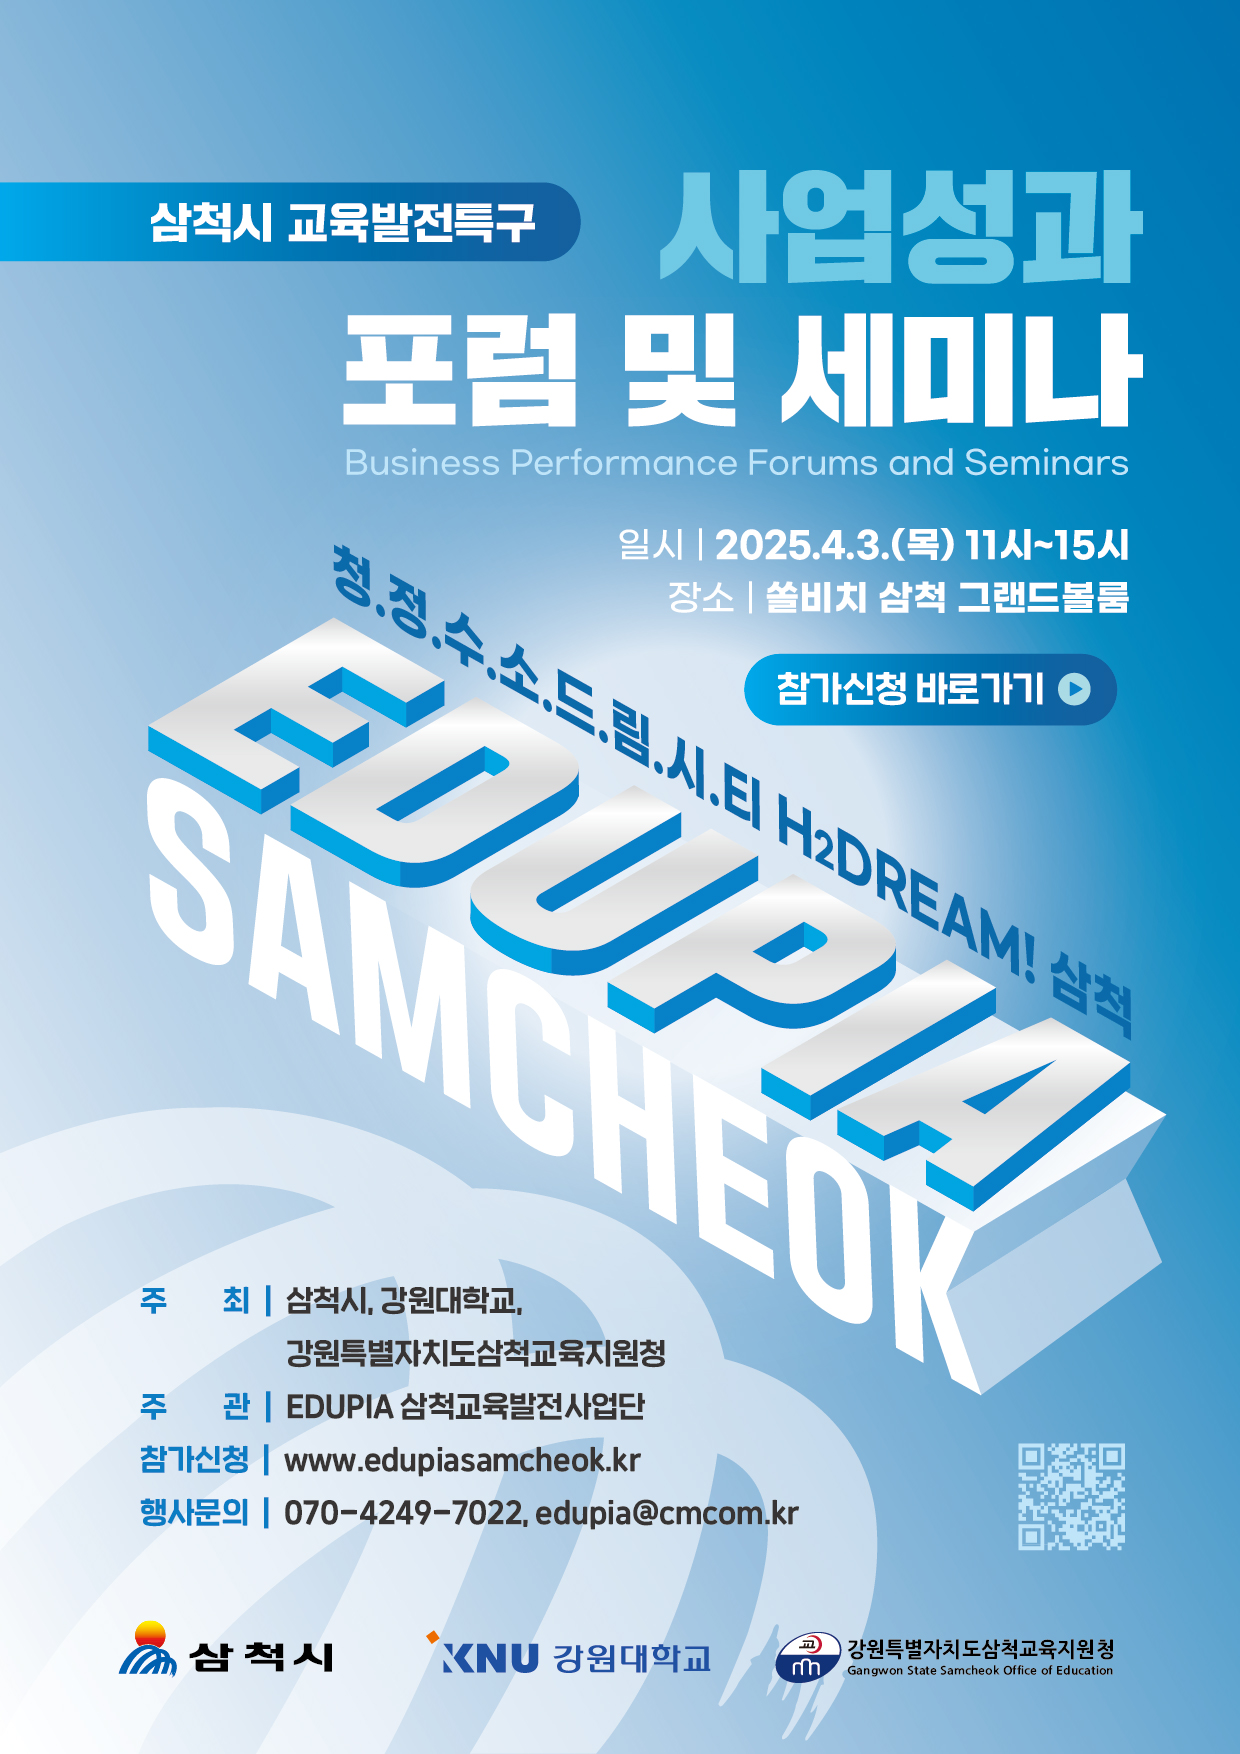 삼척시 교육발전특구
사업성과
포럼 및 세미나
Business Performance Forums and Seminars
일시 | 2025.4.3.(목) 11시~15시
장소 | 쏠비치 삼척 그랜드볼룸
참가신청 바로가기
청.정.수.소.드.림.시.티 H2DREAM! 삼척
EDUPIA
SAMCHEOK
주 최 | 삼척시, 강원대학교,
강원특별자치도삼척교육지원청
주 관 | EDUPIA 삼척교육발전사업단
참가신청 | www.edupiasamcheok.kr
행사문의 | 070-4249-7022, edupia@cmcom.kr
삼척시
KNU 강원대학교
교
강원특별자치도삼척교육지원청
Gangwon State Samcheok Office of Education